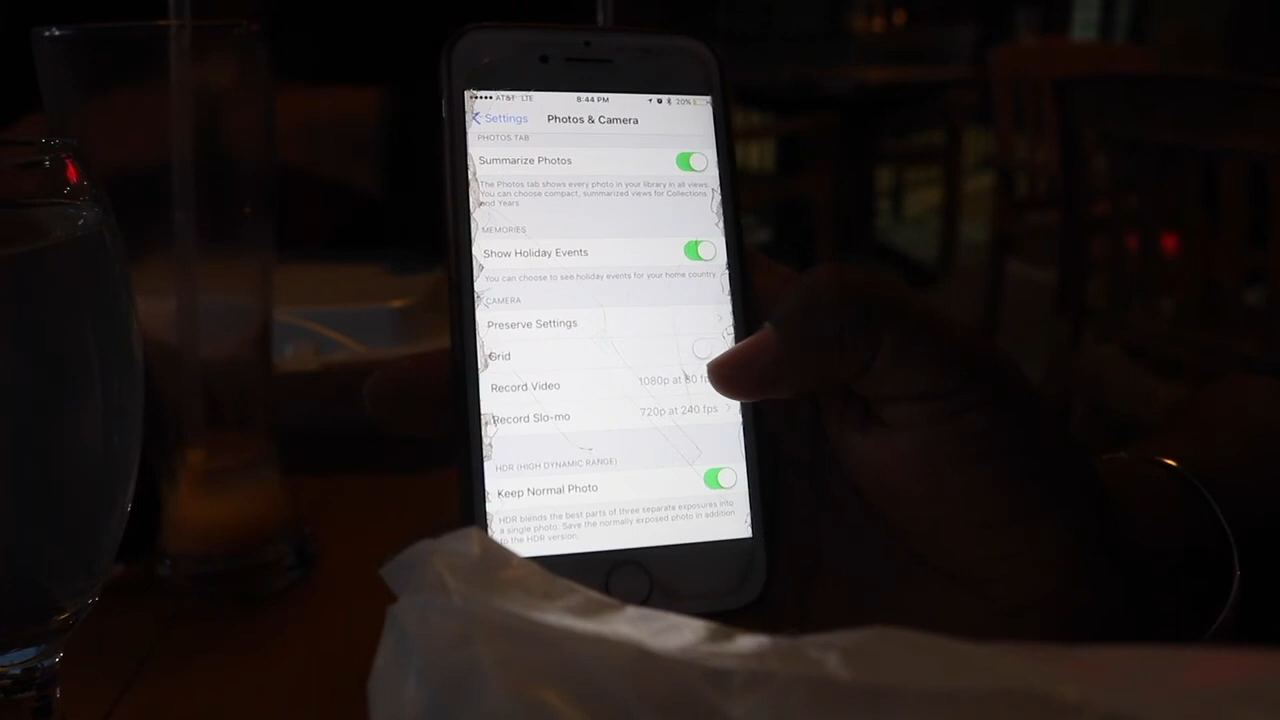 AT&T LTE 8:44 PM 20%
Settings Photos & Camera
PHOTOS TAB
Summarize Photos
The Photos tab shows every photo in your library in all views.
You can choose compact, summarized views for Collections
and Years.
MEMORIES
Show Holiday Events
You can choose to see holiday events for your home country.
CAMERA
Preserve Settings
Grid
Record Video 1080p at
Record Slo-mo 720p at 240 fps
HDR (HIGH DYNAMIC RANGE)
Keep Normal Photo
HDR blends the best parts of three separate exposures into
a single photo. Save the normally exposed photo in addition
to the HDR version.